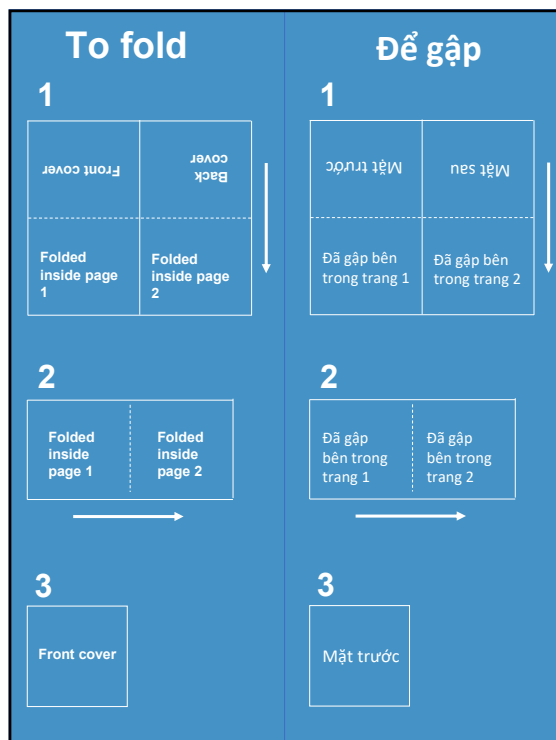 To fold
1
Front cover
Back
cover
Folded
inside page
1
Folded
inside page
2
2
Folded
inside
page 1
Folded
inside
page 2
3
Front cover
Để gập
1
Mặt trước
Mặt sau
Đã gập bên
trong trang 1
Đã gập bên
trong trang 2
2
Đã gập
bên trong
trang 1
Đã gập
bên trong
trang 2
3
Mặt trước